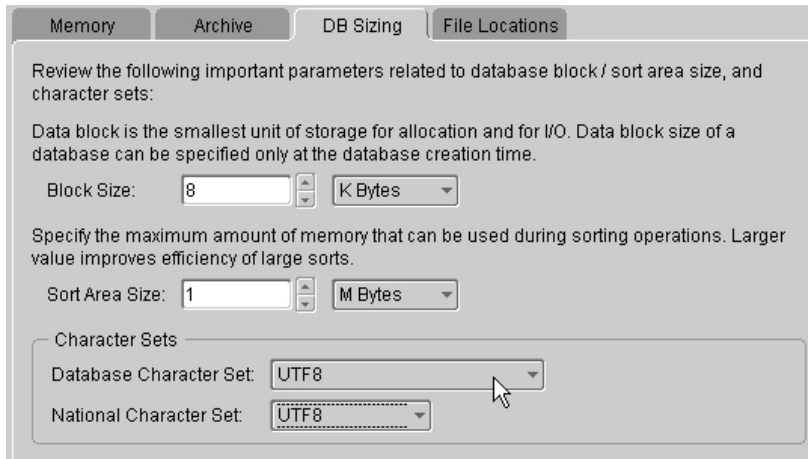 Memory Archive DB Sizing File Locations
Review the following important parameters related to database block / sort area size, and
character sets:
Data block is the smallest unit of storage for allocation and for I/O. Data block size of a
database can be specified only at the database creation time.
Block Size: 8 K Bytes
Specify the maximum amount of memory that can be used during sorting operations. Larger
value improves efficiency of large sorts.
Sort Area Size: 1 M Bytes
Character Sets
Database Character Set: UTF8
National Character Set: UTF8